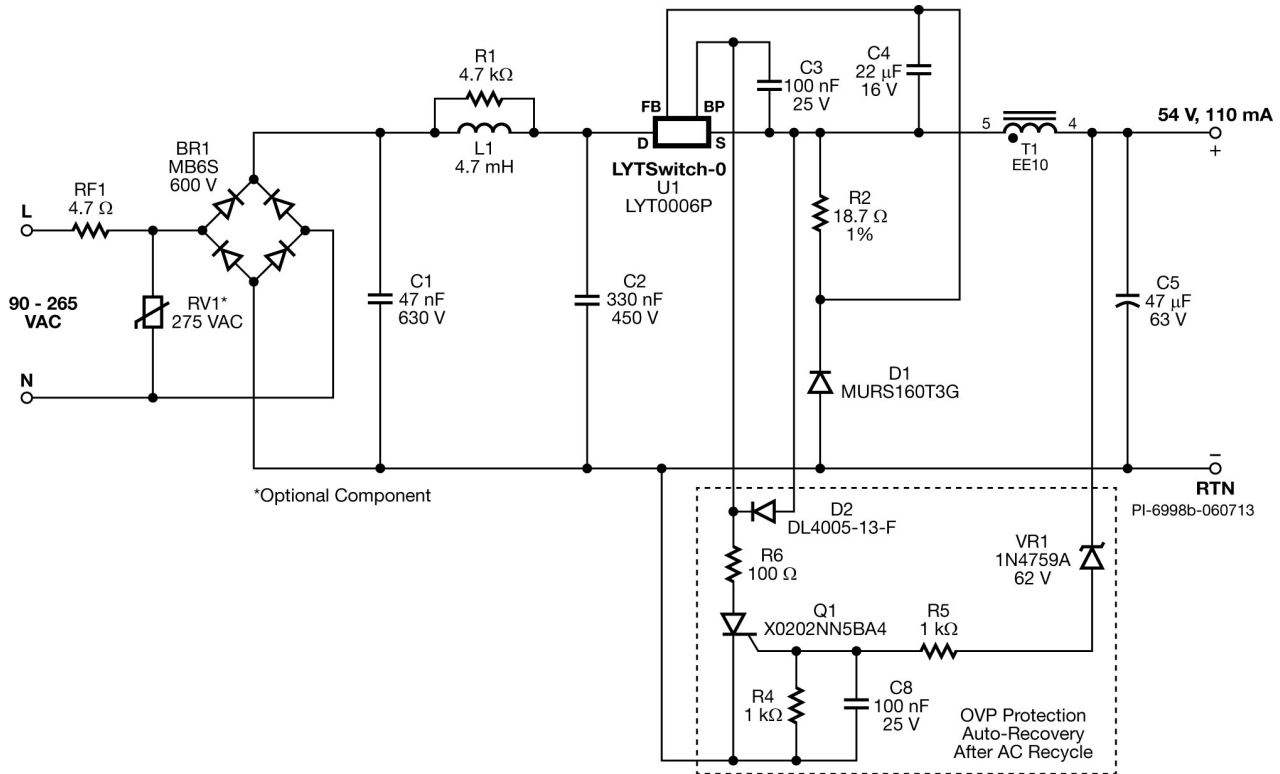 R1
4.7 kΩ
L1
4.7 mH
FB
BP
D
S
LYTSwitch-0
U1
LYT0006P
C3
100 nF
25 V
C4
22 µF
16 V
5
4
T1
EE10
54 V, 110 mA
+
BR1
MB6S
600 V
RF1
4.7 Ω
L
90 - 265
VAC
RV1*
275 VAC
N
C1
47 nF
630 V
C2
330 nF
450 V
R2
18.7 Ω
1%
D1
MURS160T3G
C5
47 µF
63 V
–
RTN
PI-6998b-060713
*Optional Component
D2
DL4005-13-F
R6
100 Ω
VR1
1N4759A
62 V
Q1
X0202NN5BA4
R5
1 kΩ
R4
1 kΩ
C8
100 nF
25 V
OVP Protection
Auto-Recovery
After AC Recycle